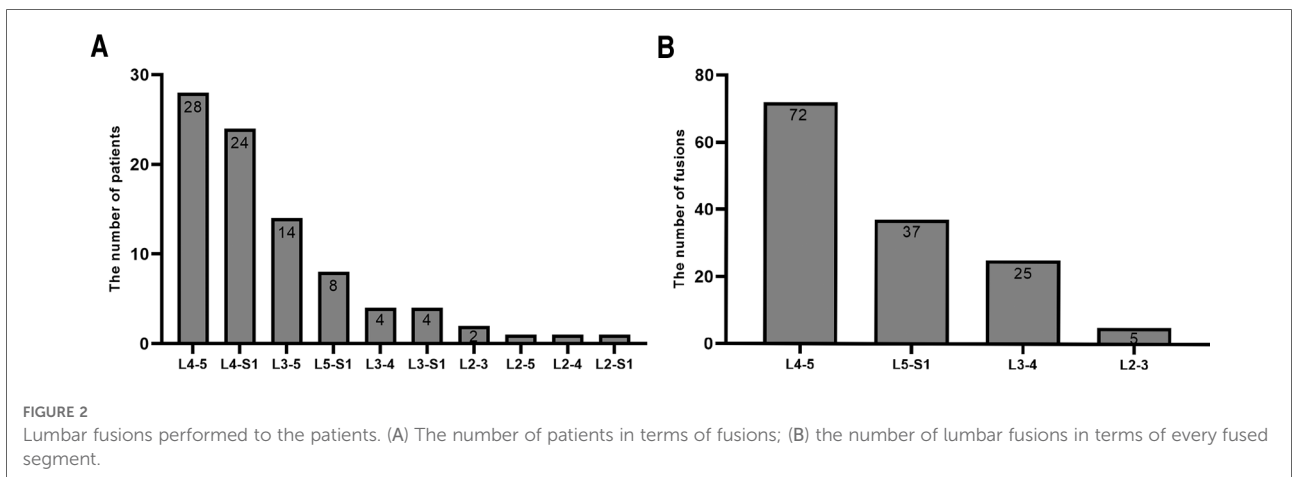 A
The number of patients
30
20
10
0
28
24
14
8
4
4
2
L4-5 L4-S1 L3-5 L5-S1 L3-4 L3-S1 L2-3 L2-5 L2-4 L2-S1
B
The number of fusions
80
60
40
20
0
72
37
25
5
L4-5 L5-S1 L3-4 L2-3
FIGURE 2
Lumbar fusions performed to the patients. (A) The number of patients in terms of fusions; (B) the number of lumbar fusions in terms of every fused
segment.